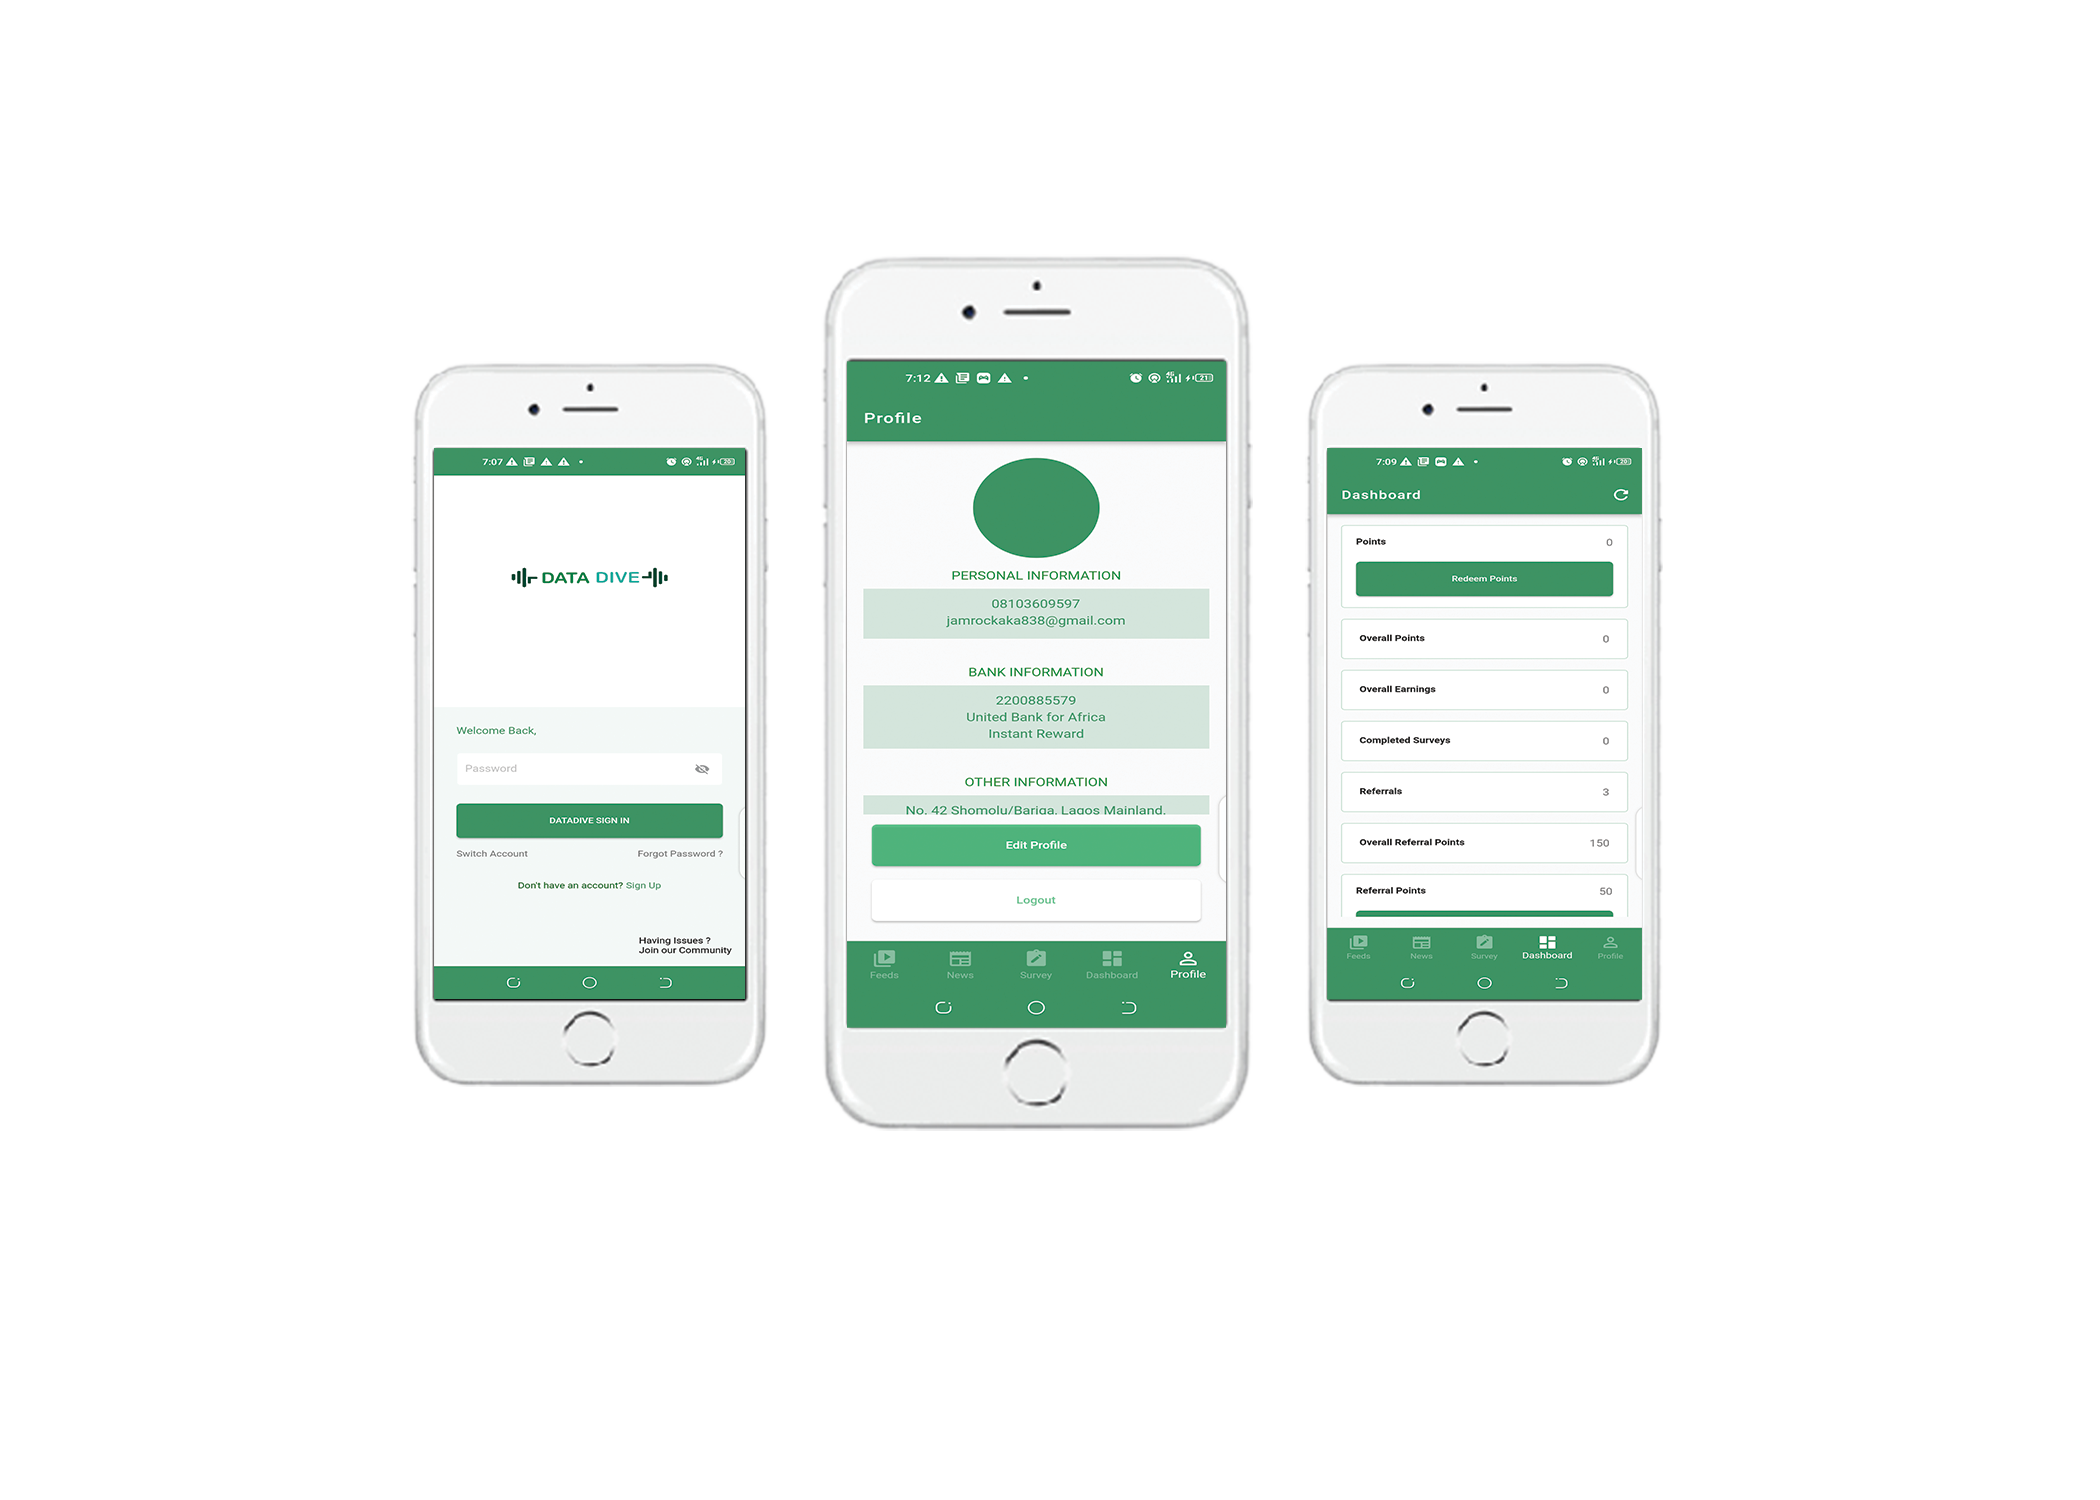 7:07
20
DATA DIVE
Welcome Back,
Password
DATADIVE SIGN IN
Switch Account
Forgot Password ?
Don't have an account? Sign Up
Having Issues ?
Join our Community
7:12
4G
21
Profile
PERSONAL INFORMATION
08103609597
jamrockaka838@gmail.com
BANK INFORMATION
2200885579
United Bank for Africa
Instant Reward
OTHER INFORMATION
No. 42 Shomolu/Bariga, Lagos Mainland.
Edit Profile
Logout
Feeds
News
Survey
Dashboard
Profile
7:09
20
Dashboard
Points 0
Redeem Points
Overall Points 0
Overall Earnings 0
Completed Surveys 0
Referrals 3
Overall Referral Points 150
Referral Points 50
Feeds
News
Survey
Dashboard
Profile